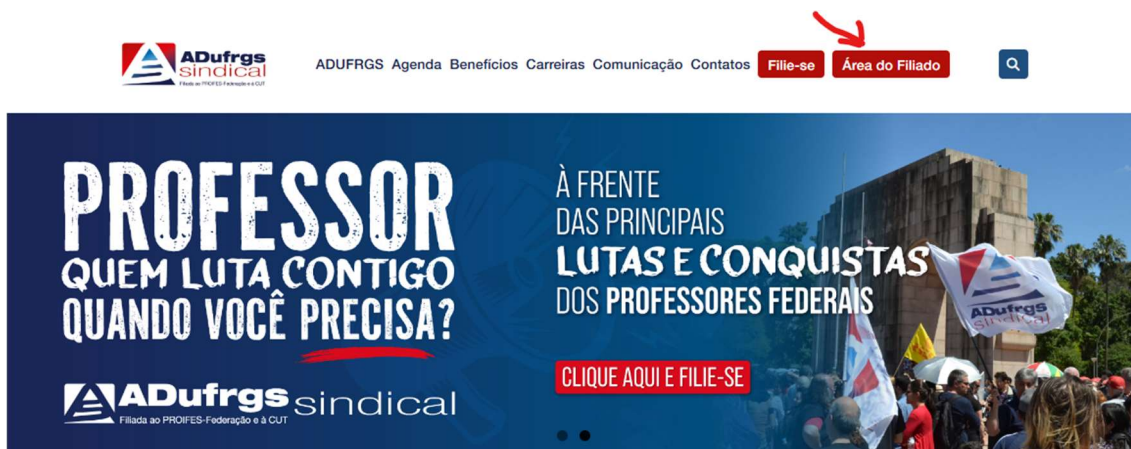 ADufrgs
sindical
Filiada ao PROIFES-Federação e à CUT
ADUFRGS Agenda Benefícios Carreiras Comunicação Contatos Filie-se Área do Filiado
PROFESSOR
QUEM LUTA CONTIGO
QUANDO VOCÊ PRECISA?
ADufrgs sindical
Filiada ao PROIFES-Federação e à CUT
À FRENTE
DAS PRINCIPAIS
LUTAS E CONQUISTAS
DOS PROFESSORES FEDERAIS
CLIQUE AQUI E FILIE-SE
ADufrgs
sindical